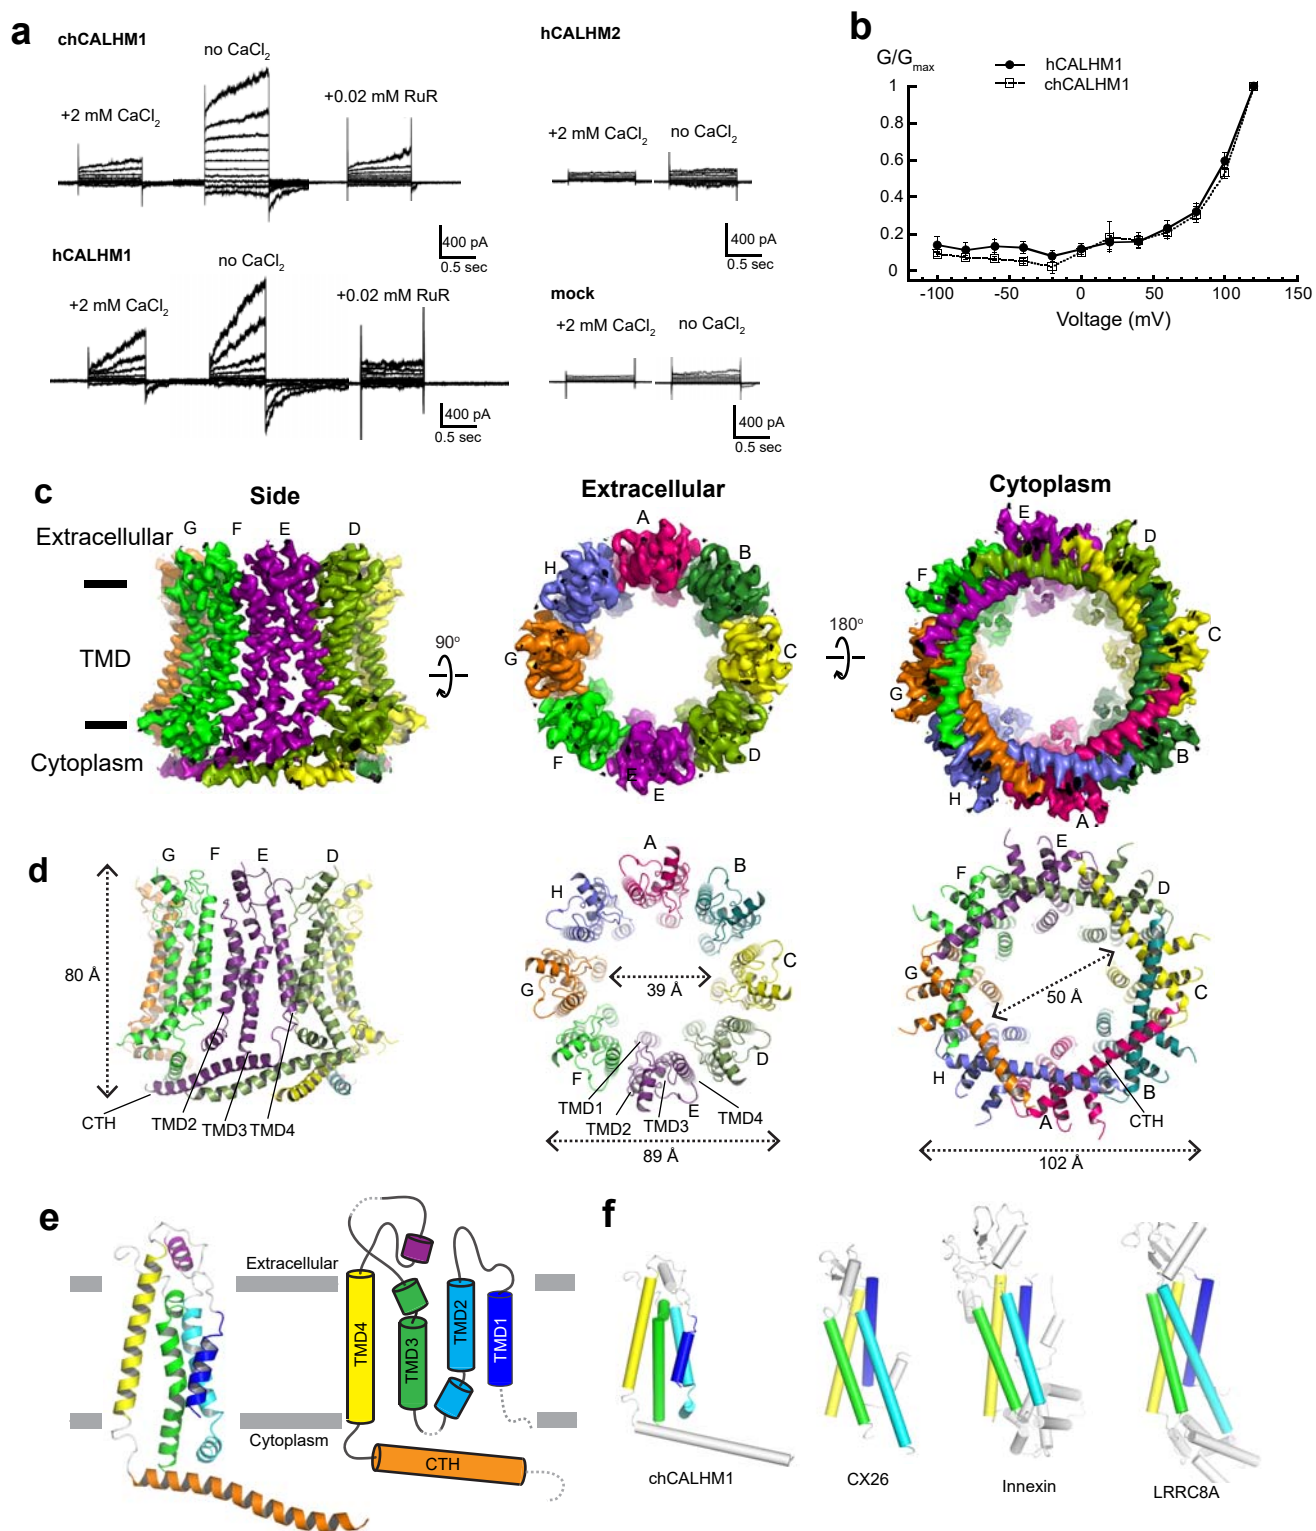 a
chCALHM1
no CaCl2
+2 mM CaCl2
+0.02 mM RuR
400 pA
0.5 sec
hCALHM1
no CaCl2
+2 mM CaCl2
+0.02 mM RuR
400 pA
0.5 sec
hCALHM2
+2 mM CaCl2
no CaCl2
400 pA
0.5 sec
mock
+2 mM CaCl2
no CaCl2
400 pA
0.5 sec
b
G/Gmax
hCALHM1
chCALHM1
1
0.8
0.6
0.4
0.2
0
-100 -50 0 50 100 150
Voltage (mV)
c
Side
Extracellullar
G F E D
TMD
Cytoplasm
90°
Extracellular
A
B
C
D
E
E
F
G
H
180°
Cytoplasm
E
D
C
B
A
H
G
F
d
G F E D
80 Å
CTH
TMD2
TMD3
TMD4
A
B
C
D
E
F
G
H
39 Å
TMD1
TMD2
TMD3
TMD4
89 Å
E
D
C
B
A
H
G
F
50 Å
CTH
102 Å
e
Extracellular
Cytoplasm
TMD4
TMD3
TMD2
TMD1
CTH
f
chCALHM1
CX26
Innexin
LRRC8A